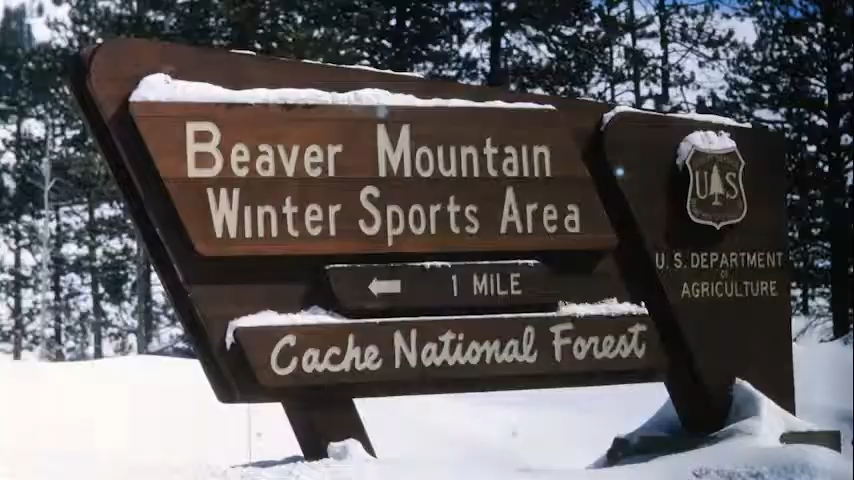 Beaver Mountain
Winter Sports Area
← 1 MILE
Cache National Forest
US
U.S. DEPARTMENT
OF
AGRICULTURE